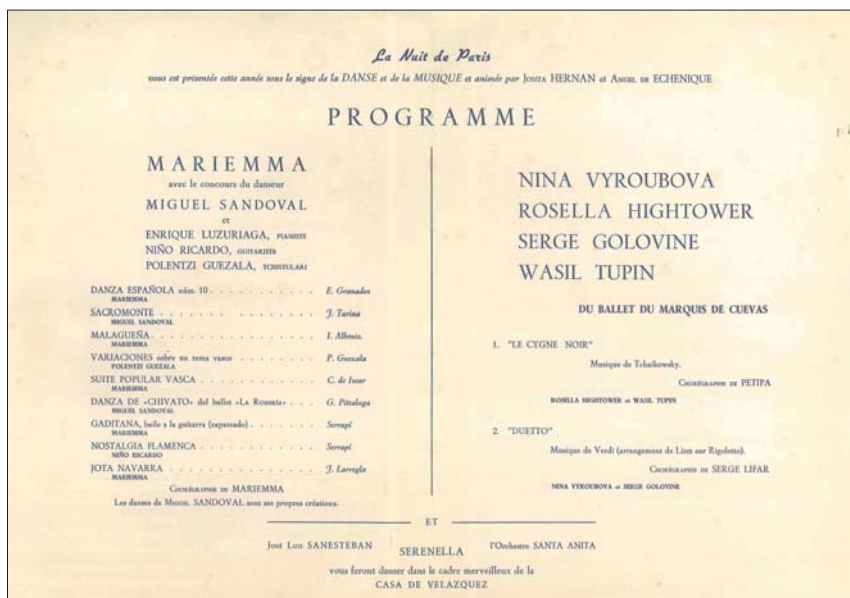 La Nuit de Paris
vous est présentée cette année sous le signe de la DANSE et de la MUSIQUE et animée par JOSITA HERNAN et ANGEL DE ECHENIQUE
PROGRAMME
MARIEMMA
avec le concours du danseur
MIGUEL SANDOVAL
et
ENRIQUE LUZURIAGA, PIANISTE
NIÑO RICARDO, GUITARISTE
POLENTZI GUEZALA, TCHISTULARI
DANZA ESPAÑOLA núm. 10 . . . . . . . . . . . E. Granados
MARIEMMA
SACROMONTE . . . . . . . . . . . . . . . . J. Turina
MIGUEL SANDOVAL
MALAGUEÑA . . . . . . . . . . . . . . . . . I. Albeniz
MARIEMMA
VARIACIONES sobre un tema vasco . . . . . . . . P. Guezala
POLENTZI GUEZALA
SUITE POPULAR VASCA . . . . . . . . . . . . C. de Issar
MARIEMMA
DANZA DE «CHIVATO» del ballet «La Romería» . . . G. Pittaluga
MIGUEL SANDOVAL
GADITANA, baile a la guitarra (zapateado) . . . . . . Serrapí
MARIEMMA
NOSTALGIA FLAMENCA . . . . . . . . . . . . Serrapí
NIÑO RICARDO
JOTA NAVARRA . . . . . . . . . . . . . . . J. Larregla
MARIEMMA
CHORÉGRAPHIE DE MARIEMMA
Les danses de MIGUEL SANDOVAL sont ses propres créations.
NINA VYROUBOVA
ROSELLA HIGHTOWER
SERGE GOLOVINE
WASIL TUPIN
DU BALLET DU MARQUIS DE CUEVAS
1. "LE CYGNE NOIR"
Musique de Tchaikowsky.
CHORÉGRAPHIE DE PETIPA
ROSELLA HIGHTOWER et WASIL TUPIN
2. "DUETTO"
Musique de Verdi (arrangement de Liszt sur Rigoletto).
CHORÉGRAPHIE DE SERGE LIFAR
NINA VYROUBOVA et SERGE GOLOVINE
ET
José Luis SANESTEBAN SERENELLA l'Orchestre SANTA ANITA
vous feront danser dans le cadre merveilleux de la
CASA DE VELAZQUEZ